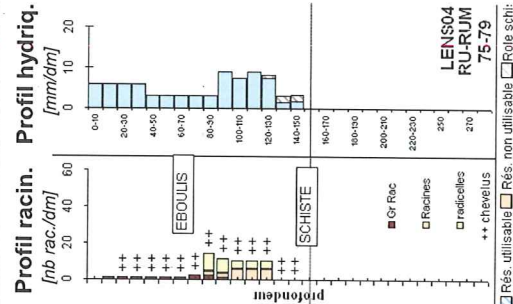 Profil hydriq.
[mm/dm]
20
10
0
0-10
20-30
40-50
60-70
80-90
100-110
120-130
140-150
160-170
180-190
200-210
220-230
250
270
LENS04
RU-RUM
75-79
Profil racin.
[nb rac./dm]
60
40
20
0
EBOULIS
SCHISTE
++
++
++
++
++
++
++
++
++
++
++
++
++
Gr Rac
Racines
radicelles
++ chevelus
profondeur
Rés. utilisable
Rés. non utilisable
Role schi